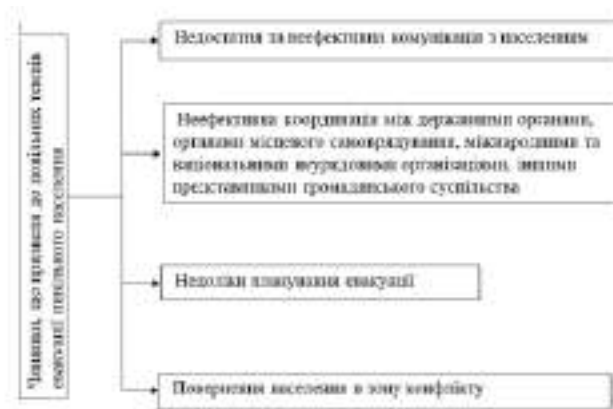 Чинники, що призвели до повільних темпів
евакуації цивільного населення
Недостатня та неефективна комунікація з населенням
Неефективна координація між державними органами,
органами місцевого самоврядування, міжнародними та
національними неурядовими організаціями, іншими
представниками громадянського суспільства
Недоліки планування евакуації
Повернення населення в зону конфлікту